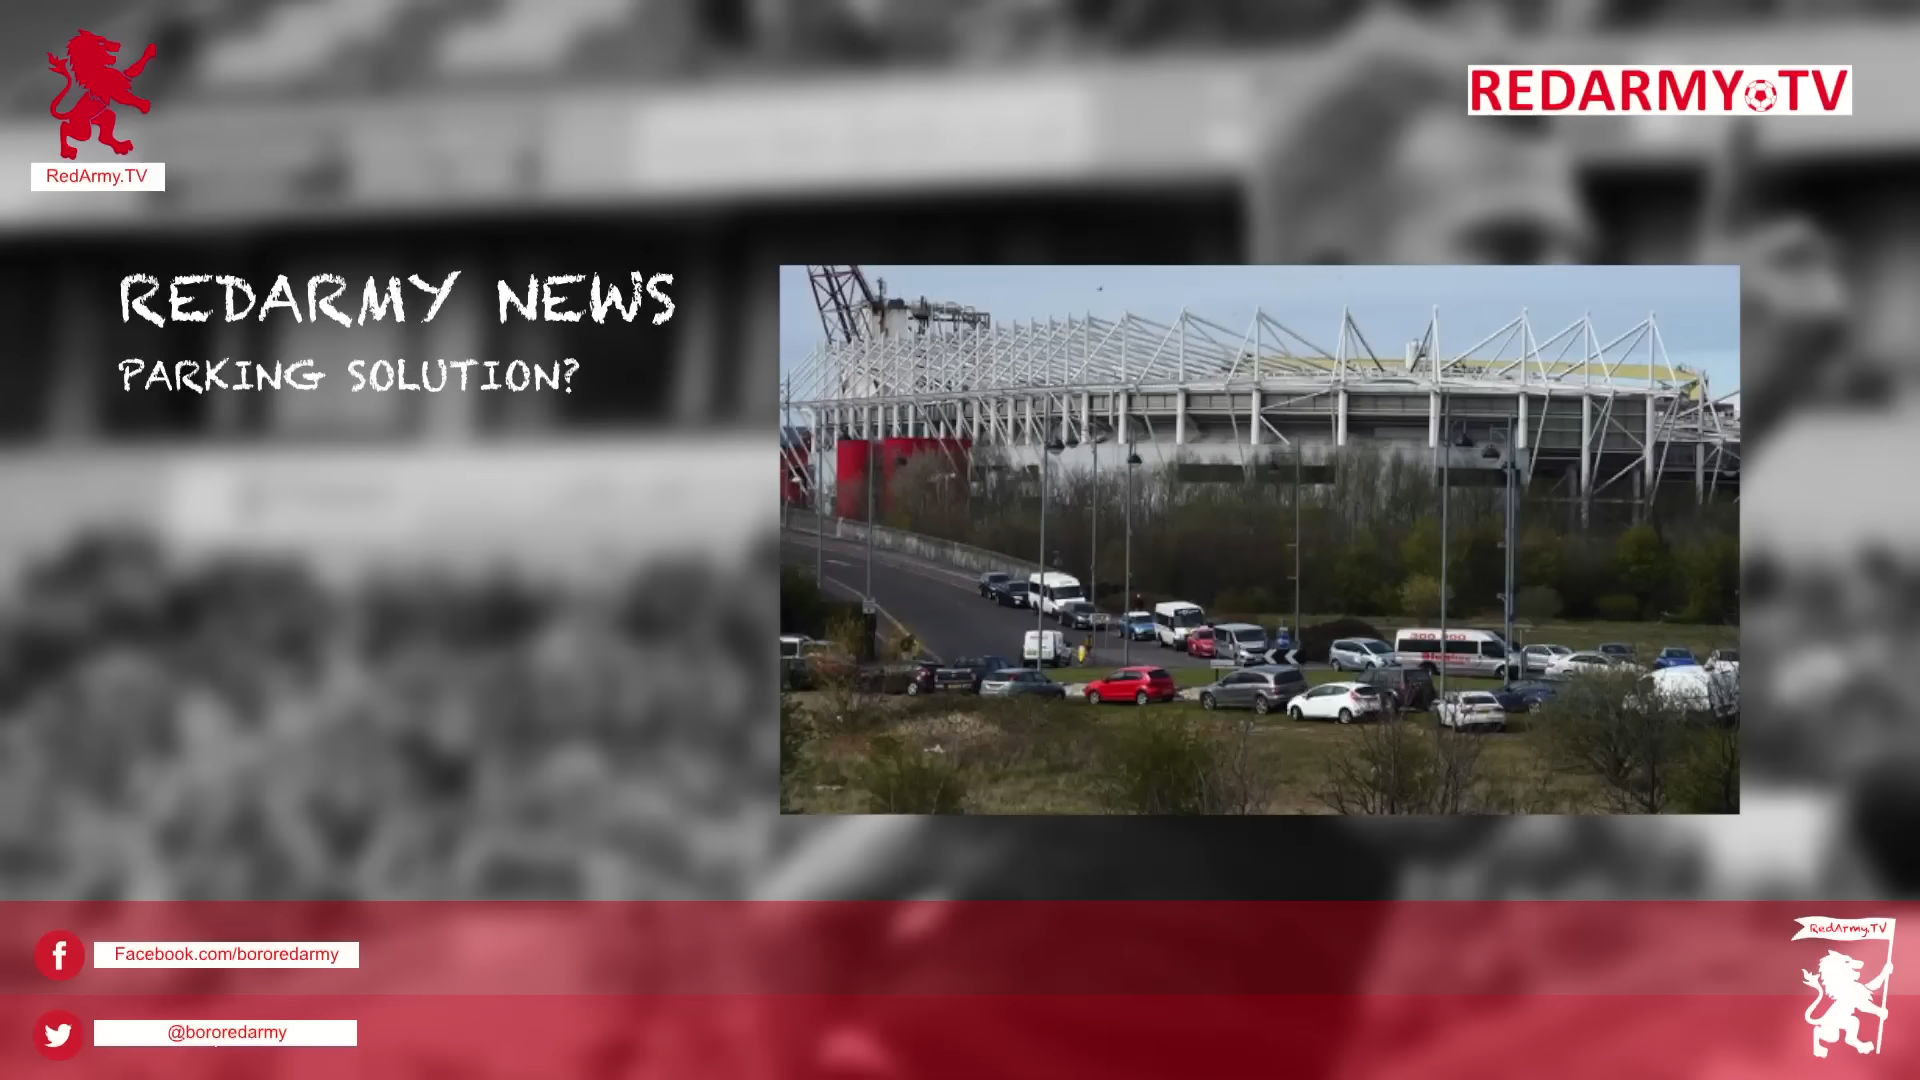 REDARMY.TV
RedArmy.TV
REDARMY NEWS
PARKING SOLUTION?
RedArmy.TV
Facebook.com/bororedarmy
@bororedarmy